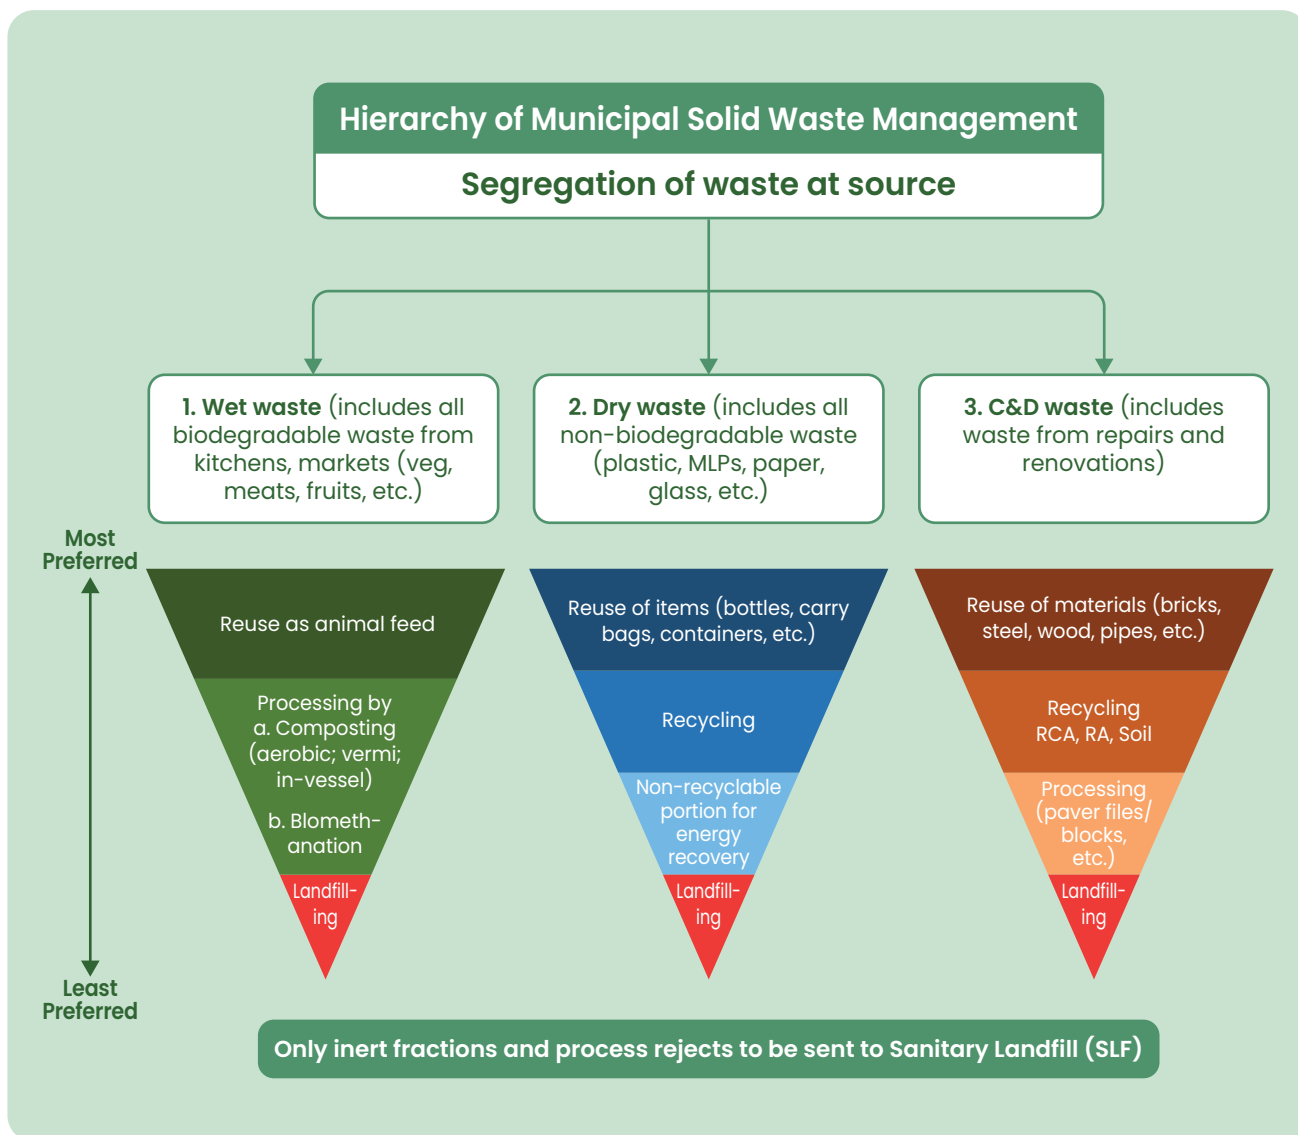 Hierarchy of Municipal Solid Waste Management
Segregation of waste at source
1. Wet waste (includes all
biodegradable waste from
kitchens, markets (veg,
meats, fruits, etc.)
2. Dry waste (includes all
non-biodegradable waste
(plastic, MLPs, paper,
glass, etc.)
3. C&D waste (includes
waste from repairs and
renovations)
Most
Preferred
Least
Preferred
Reuse as animal feed
Processing by
a. Composting
(aerobic; vermi;
in-vessel)
b. Blometh-
anation
Landfill-
ing
Reuse of items (bottles, carry
bags, containers, etc.)
Recycling
Non-recyclable
portion for
energy
recovery
Landfill-
ing
Reuse of materials (bricks,
steel, wood, pipes, etc.)
Recycling
RCA, RA, Soil
Processing
(paver files/
blocks,
etc.)
Landfill-
ing
Only inert fractions and process rejects to be sent to Sanitary Landfill (SLF)